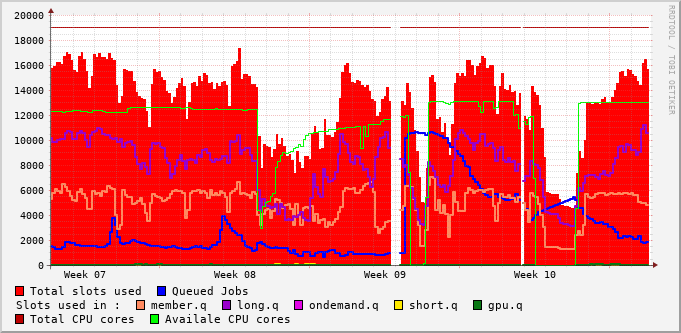 RRDTOOL / TOBI OETIKER
20000
18000
16000
14000
12000
10000
8000
6000
4000
2000
0
Week 07 Week 08 Week 09 Week 10
Total slots used Queued Jobs
Slots used in : member.q long.q ondemand.q short.q gpu.q
Total CPU cores Availale CPU cores